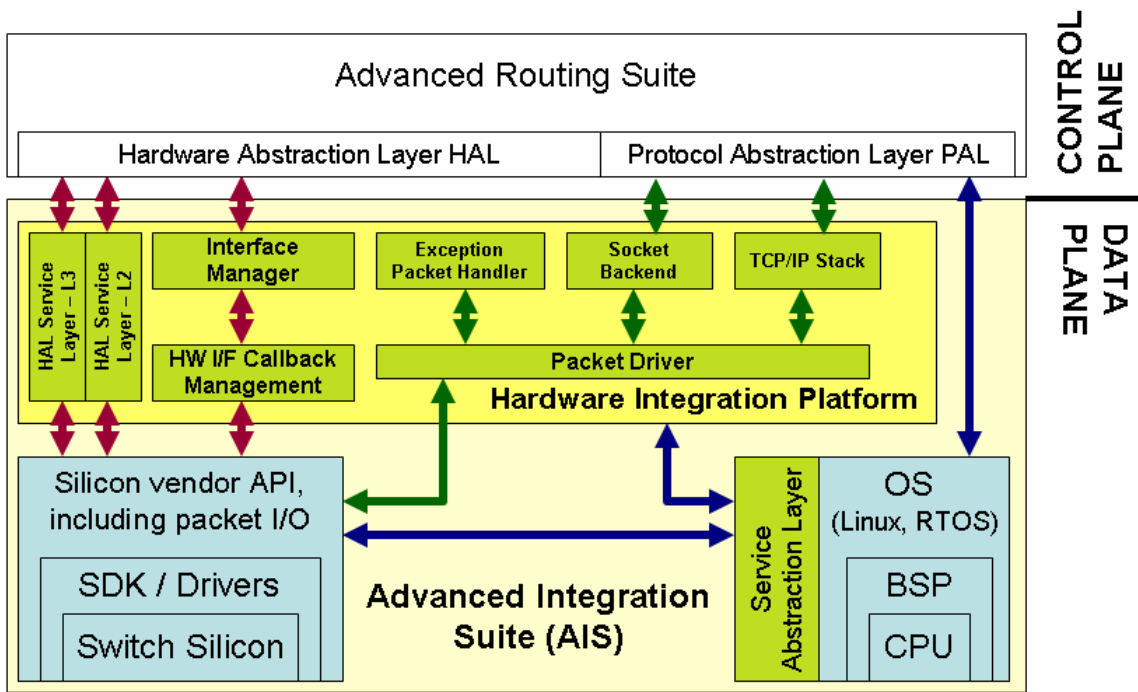 Advanced Routing Suite
Hardware Abstraction Layer HAL
Protocol Abstraction Layer PAL
CONTROL
PLANE
DATA
PLANE
HAL Service
Layer – L3
HAL Service
Layer – L2
Interface
Manager
Exception
Packet Handler
Socket
Backend
TCP/IP Stack
HW I/F Callback
Management
Packet Driver
Hardware Integration Platform
Silicon vendor API,
including packet I/O
SDK / Drivers
Switch Silicon
Advanced Integration
Suite (AIS)
Service
Abstraction Layer
OS
(Linux, RTOS)
BSP
CPU